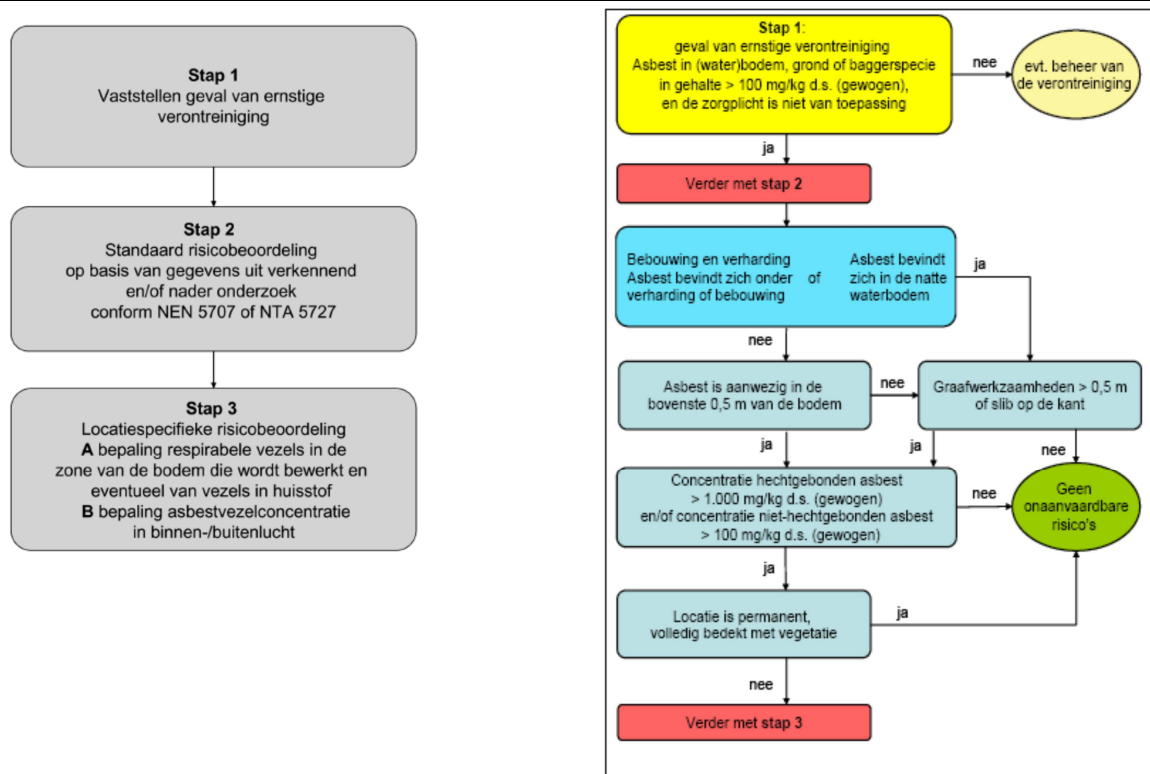 Stap 1
Vaststellen geval van ernstige
verontreiniging
Stap 2
Standaard risicobeoordeling
op basis van gegevens uit verkennend
en/of nader onderzoek
conform NEN 5707 of NTA 5727
Stap 3
Locatiespecifieke risicobeoordeling
A bepaling respirabele vezels in de
zone van de bodem die wordt bewerkt en
eventueel van vezels in huisstof
B bepaling asbestvezelconcentratie
in binnen-/buitenlucht
Stap 1:
geval van ernstige verontreiniging
Asbest in (water)bodem, grond of baggerspecie
in gehalte > 100 mg/kg d.s. (gewogen),
en de zorgplicht is niet van toepassing
nee
evt. beheer van
de verontreiniging
ja
Verder met stap 2
Bebouwing en verharding
Asbest bevindt zich onder
verharding of bebouwing
of
Asbest bevindt
zich in de natte
waterbodem
ja
nee
Asbest is aanwezig in de
bovenste 0,5 m van de bodem
nee
Graafwerkzaamheden > 0,5 m
of slib op de kant
ja
ja
nee
Concentratie hechtgebonden asbest
> 1.000 mg/kg d.s. (gewogen)
en/of concentratie niet-hechtgebonden asbest
> 100 mg/kg d.s. (gewogen)
nee
Geen
onaanvaardbare
risico's
ja
Locatie is permanent,
volledig bedekt met vegetatie
ja
nee
Verder met stap 3